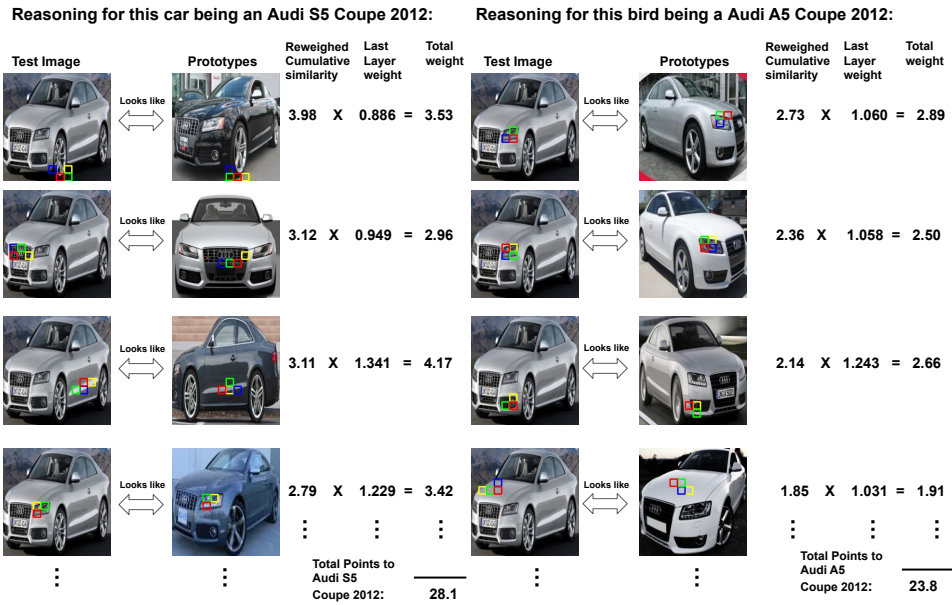 Reasoning for this car being an Audi S5 Coupe 2012:
Test Image
Prototypes
Reweighed
Cumulative
similarity
Last
Layer
weight
Total
weight
Looks like
3.98 X 0.886 = 3.53
Looks like
3.12 X 0.949 = 2.96
Looks like
3.11 X 1.341 = 4.17
Looks like
2.79 X 1.229 = 3.42
Total Points to
Audi S5
Coupe 2012: 28.1
Reasoning for this bird being a Audi A5 Coupe 2012:
Test Image
Prototypes
Reweighed
Cumulative
similarity
Last
Layer
weight
Total
weight
Looks like
2.73 X 1.060 = 2.89
Looks like
2.36 X 1.058 = 2.50
Looks like
2.14 X 1.243 = 2.66
Looks like
1.85 X 1.031 = 1.91
Total Points to
Audi A5
Coupe 2012: 23.8